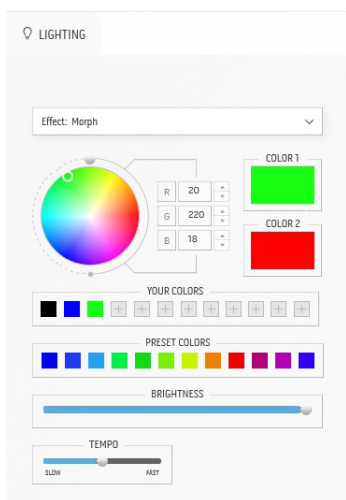 LIGHTING
Effect: Morph
COLOR 1
R 20
G 220
B 18
COLOR 2
YOUR COLORS
PRESET COLORS
BRIGHTNESS
TEMPO
SLOW FAST